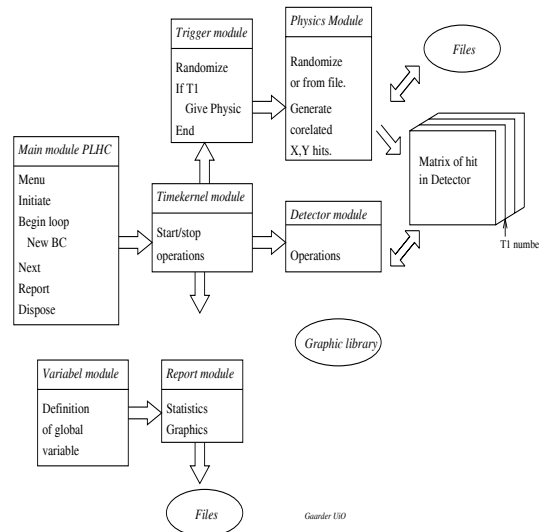 Trigger module
Randomize
If T1
Give Physic
End
Physics Module
Randomize
or from file.
Generate
corelated
X,Y hits.
Files
Main module PLHC
Menu
Initiate
Begin loop
New BC
Next
Report
Dispose
Timekernel module
Start/stop
operations
Detector module
Operations
Matrix of hit
in Detector
T1 numbe
Graphic library
Variabel module
Definition
of global
variable
Report module
Statistics
Graphics
Files
Gaarder UiO